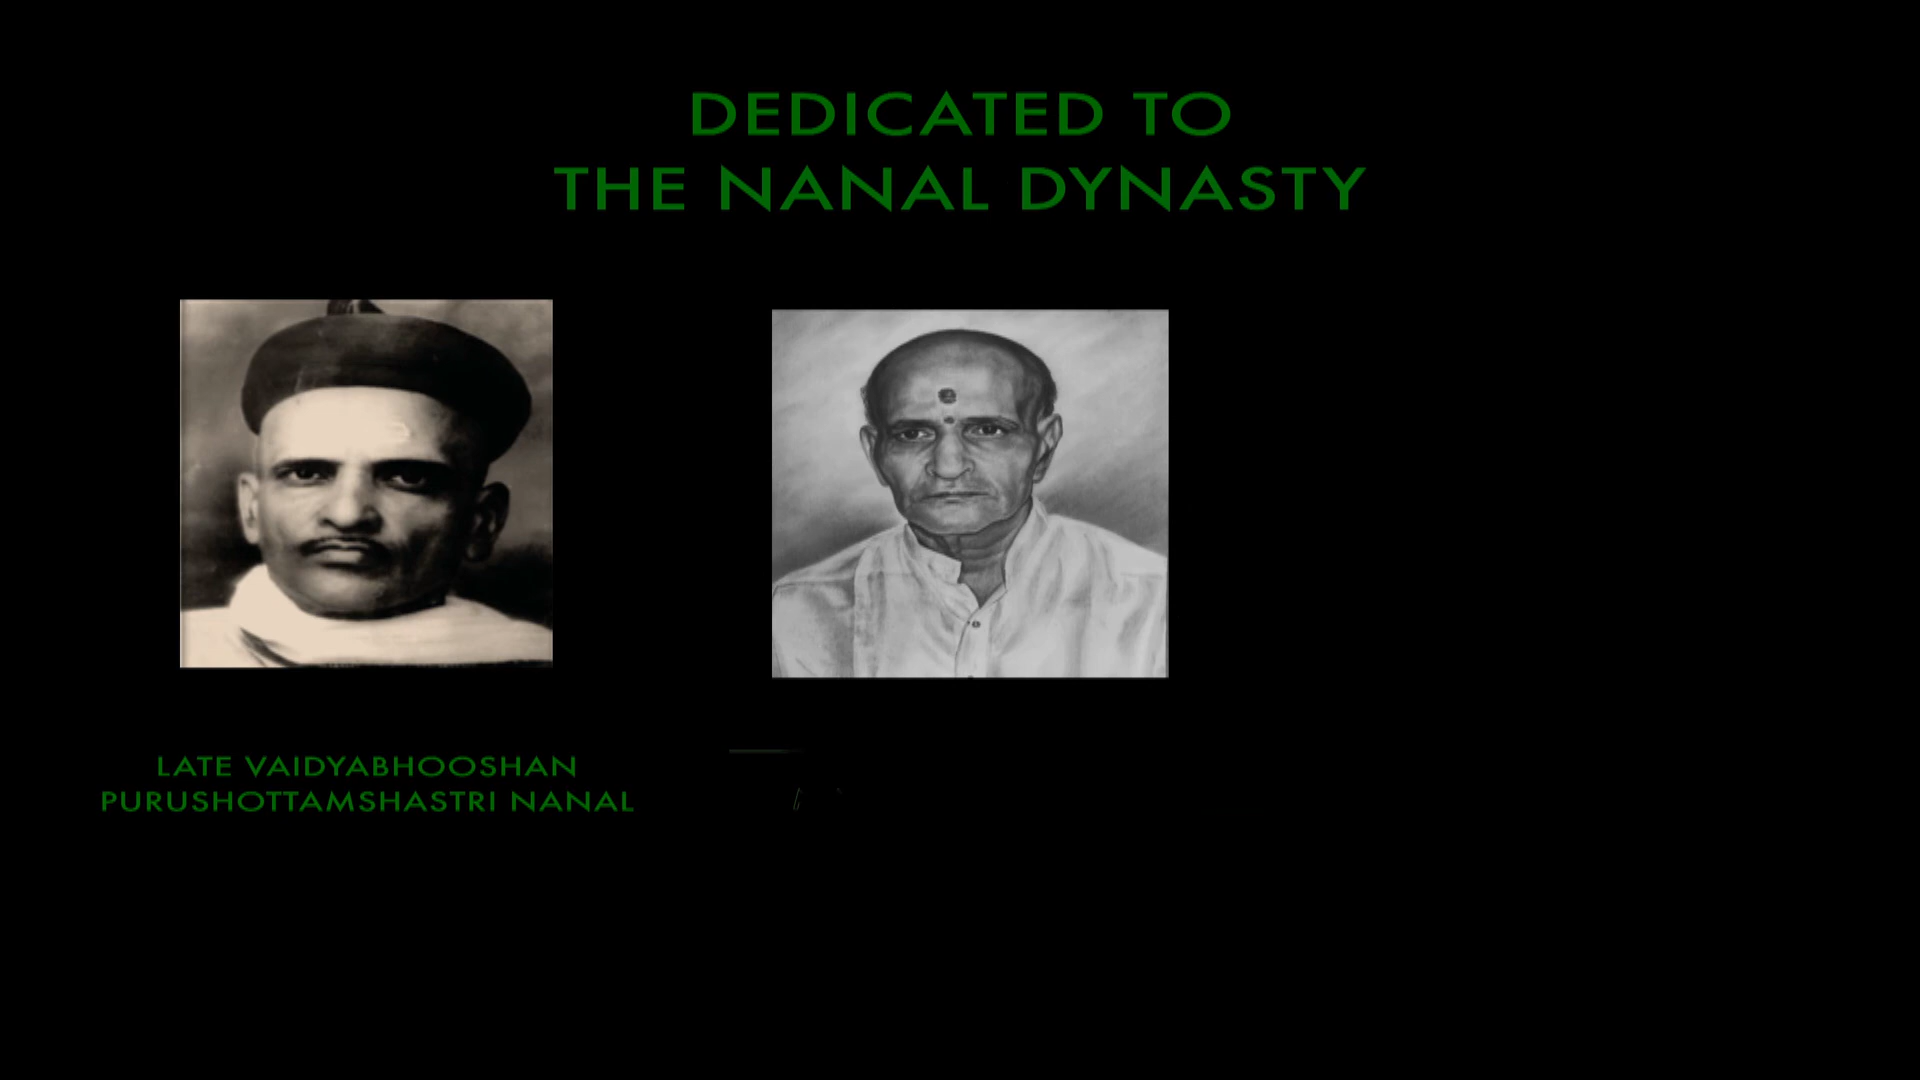 DEDICATED TO
THE NANAL DYNASTY
LATE VAIDYABHOOSHAN
PURUSHOTTAMSHASTRI NANAL